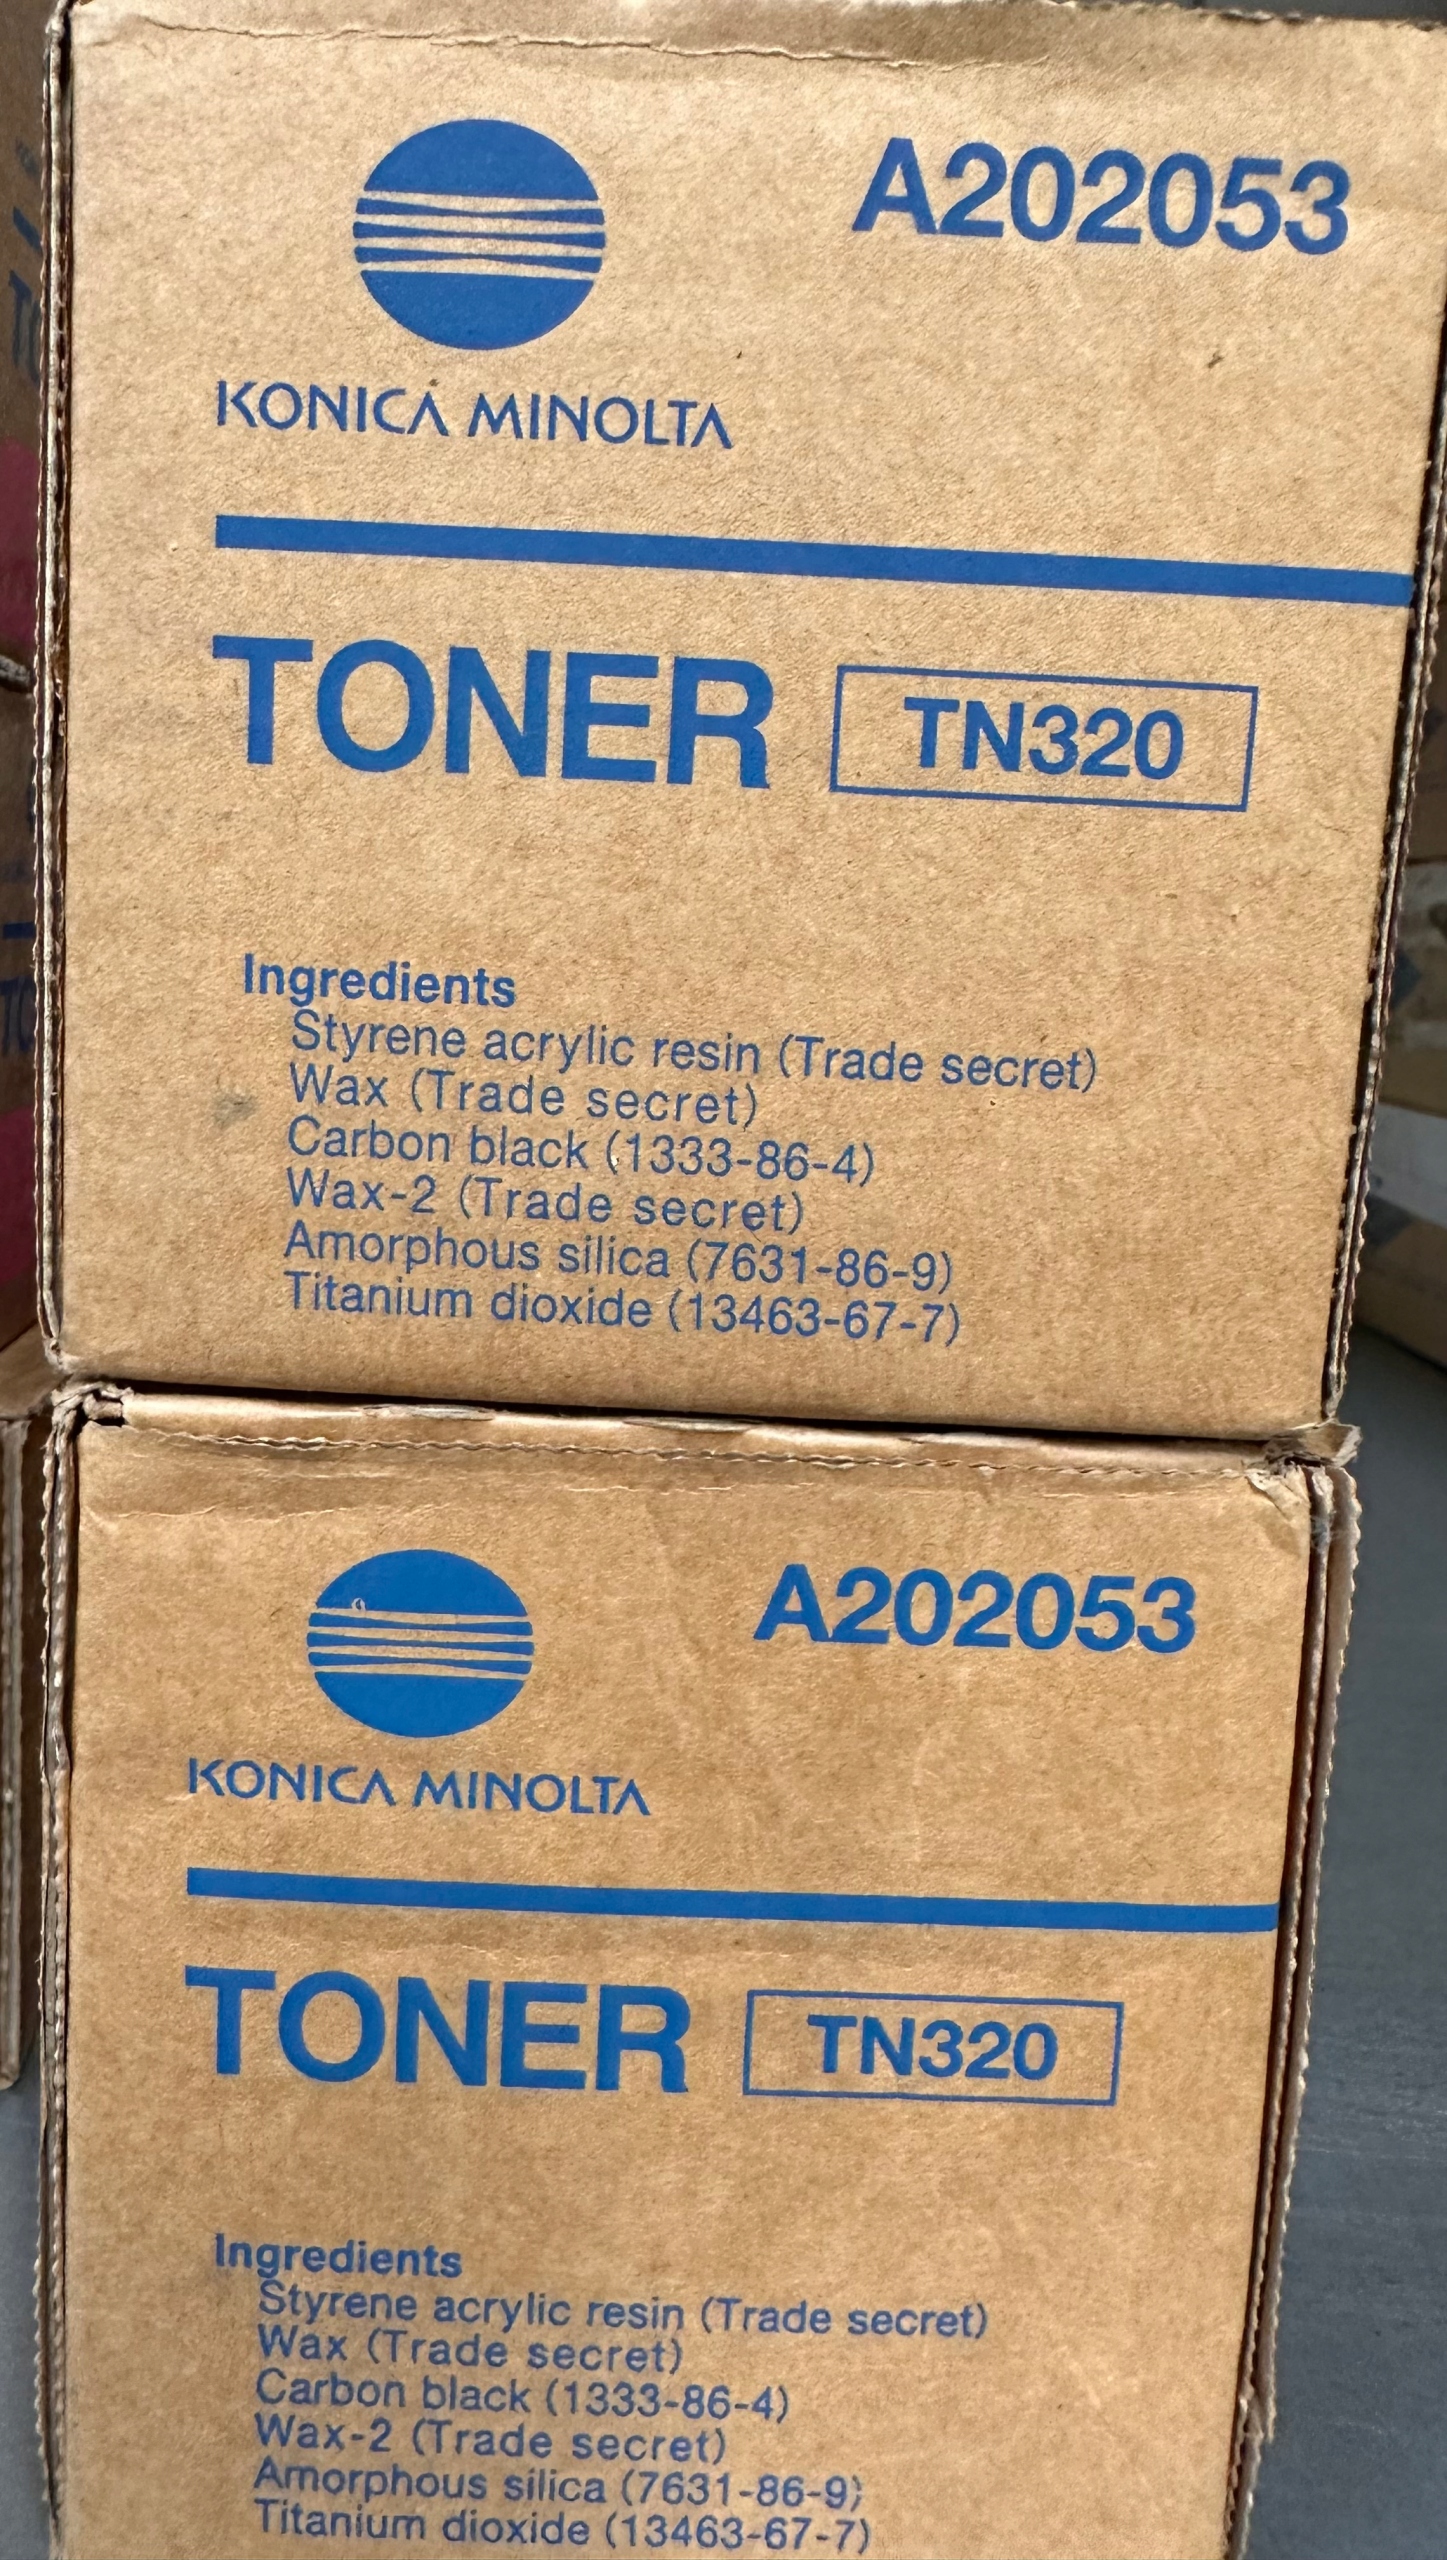 A202053
KONICA MINOLTA
TONER TN320
Ingredients
Styrene acrylic resin (Trade secret)
Wax (Trade secret)
Carbon black (1333-86-4)
Wax-2 (Trade secret)
Amorphous silica (7631-86-9)
Titanium dioxide (13463-67-7)
A202053
KONICA MINOLTA
TONER TN320
Ingredients
Styrene acrylic resin (Trade secret)
Wax (Trade secret)
Carbon black (1333-86-4)
Wax-2 (Trade secret)
Amorphous silica (7631-86-9)
Titanium dioxide (13463-67-7)